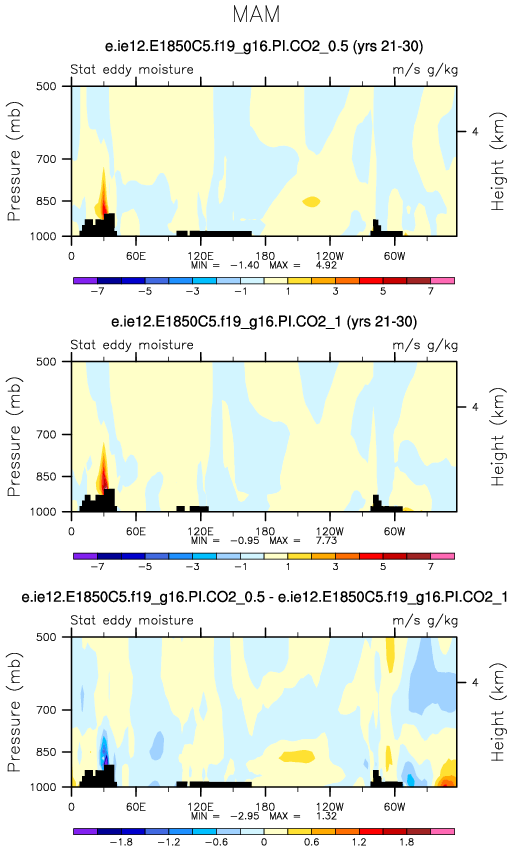 MAM
e.ie12.E1850C5.f19_g16.PI.CO2_0.5 (yrs 21-30)
Stat eddy moisture m/s g/kg
500
700
850
1000
Pressure (mb)
4
Height (km)
0 60E 120E 180 120W 60W
MIN = -1.40 MAX = 4.92
-7 -5 -3 -1 1 3 5 7
e.ie12.E1850C5.f19_g16.PI.CO2_1 (yrs 21-30)
Stat eddy moisture m/s g/kg
500
700
850
1000
Pressure (mb)
4
Height (km)
0 60E 120E 180 120W 60W
MIN = -0.95 MAX = 7.73
-7 -5 -3 -1 1 3 5 7
e.ie12.E1850C5.f19_g16.PI.CO2_0.5 - e.ie12.E1850C5.f19_g16.PI.CO2_1
Stat eddy moisture m/s g/kg
500
700
850
1000
Pressure (mb)
4
Height (km)
0 60E 120E 180 120W 60W
MIN = -2.95 MAX = 1.32
-1.8 -1.2 -0.6 0 0.6 1.2 1.8